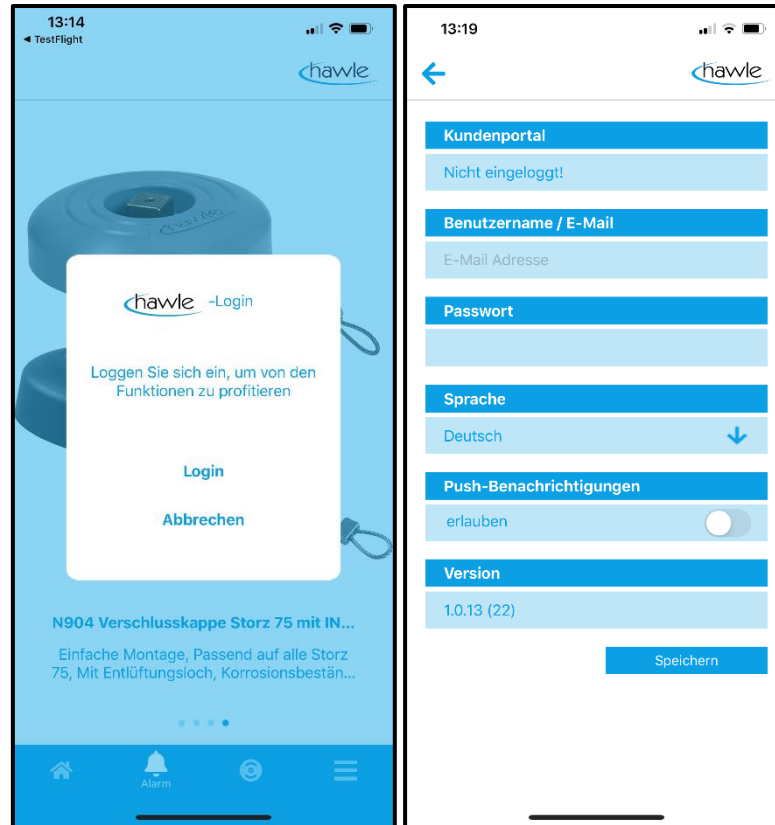 13:14
◀ TestFlight
hawle
hawle
hawle -Login
Loggen Sie sich ein, um von den
Funktionen zu profitieren
Login
Abbrechen
N904 Verschlusskappe Storz 75 mit IN...
Einfache Montage, Passend auf alle Storz
75, Mit Entlüftungsloch, Korrosionsbestän...
Alarm
13:19
hawle
Kundenportal
Nicht eingeloggt!
Benutzername / E-Mail
E-Mail Adresse
Passwort
Sprache
Deutsch
Push-Benachrichtigungen
erlauben
Version
1.0.13 (22)
Speichern